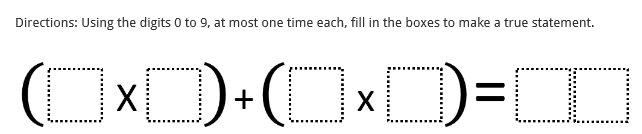 Directions: Using the digits 0 to 9, at most one time each, fill in the boxes to make a true statement.
( x ) + ( x ) =